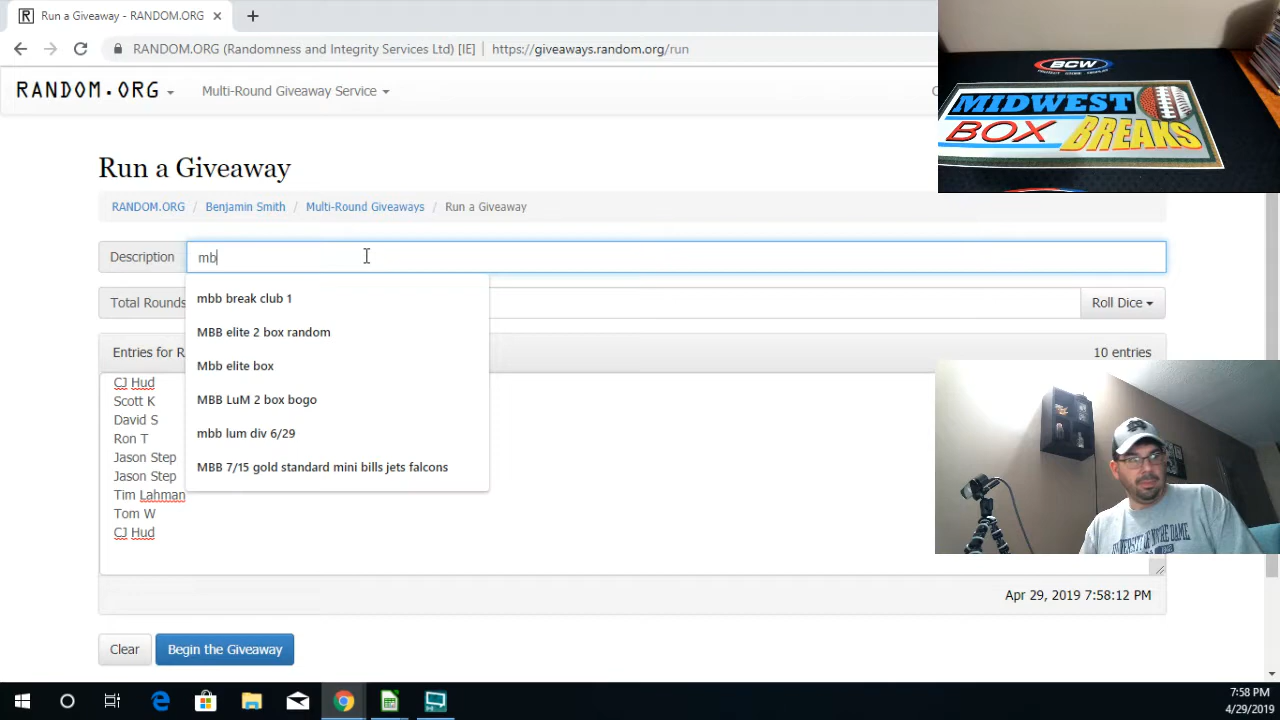 Run a Giveaway - RANDOM.ORG
RANDOM.ORG (Randomness and Integrity Services Ltd) [IE] https://giveaways.random.org/run
RANDOM.ORG
Multi-Round Giveaway Service
Run a Giveaway
RANDOM.ORG / Benjamin Smith / Multi-Round Giveaways / Run a Giveaway
Description mb
mbb break club 1
MBB elite 2 box random
Mbb elite box
MBB LuM 2 box bogo
mbb lum div 6/29
MBB 7/15 gold standard mini bills jets falcons
Total Rounds
Roll Dice
Entries for R
10 entries
CJ Hud
Scott K
David S
Ron T
Jason Step
Jason Step
Tim Lahman
Tom W
CJ Hud
Apr 29, 2019 7:58:12 PM
Clear
Begin the Giveaway
BCW
MIDWEST
BOX BREAKS
UNIVERSITY OF NOTRE DAME
7:58 PM
4/29/2019